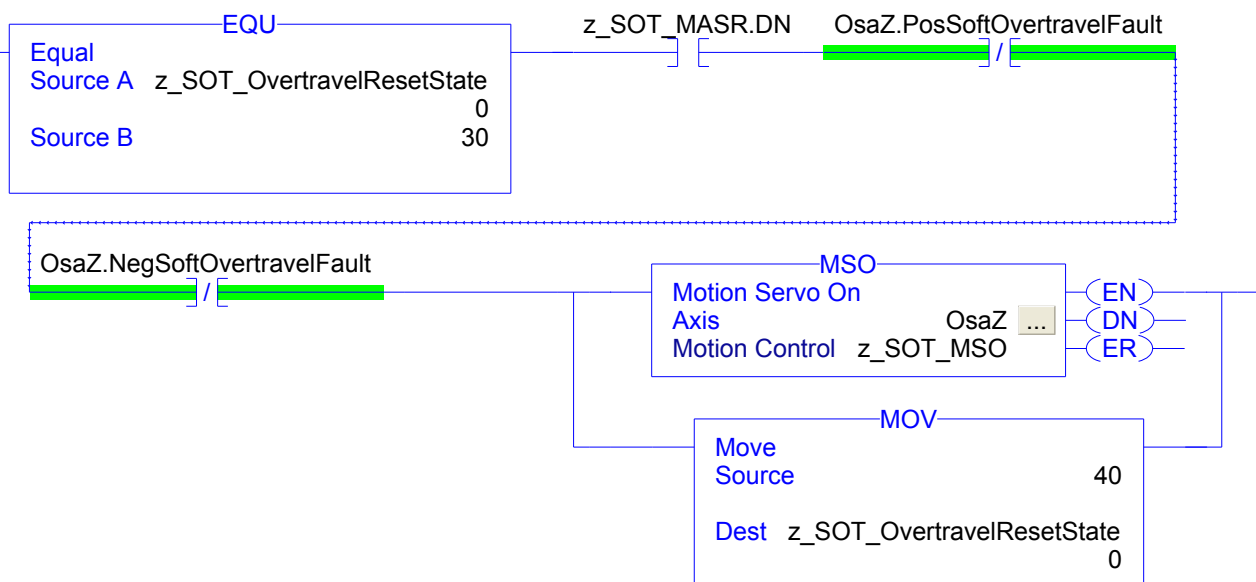 EQU
z_SOT_MASR.DN
OsaZ.PosSoftOvertravelFault
Equal
Source A z_SOT_OvertravelResetState
0
Source B 30
/
OsaZ.NegSoftOvertravelFault
/
MSO
Motion Servo On
Axis OsaZ ...
Motion Control z_SOT_MSO
EN
DN
ER
MOV
Move
Source 40
Dest z_SOT_OvertravelResetState
0